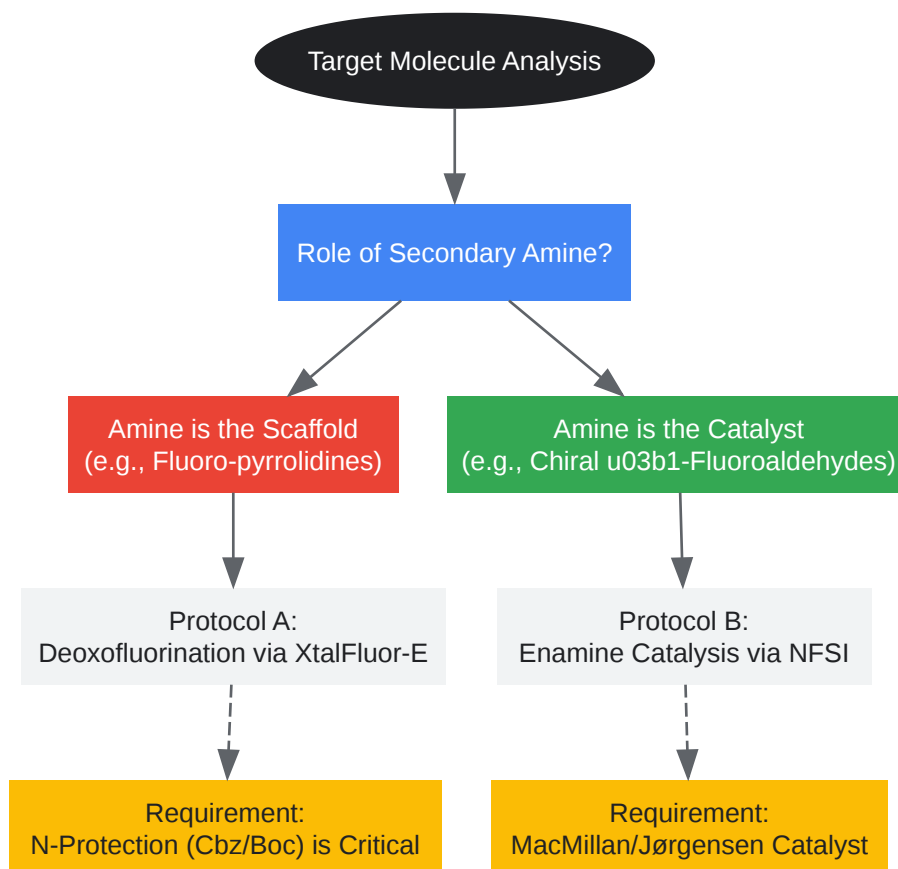 Target Molecule Analysis
Role of Secondary Amine?
Amine is the Scaffold
(e.g., Fluoro-pyrrolidines)
Amine is the Catalyst
(e.g., Chiral u03b1-Fluoroaldehydes)
Protocol A:
Deoxofluorination via XtalFluor-E
Protocol B:
Enamine Catalysis via NFSI
Requirement:
N-Protection (Cbz/Boc) is Critical
Requirement:
MacMillan/Jørgensen Catalyst